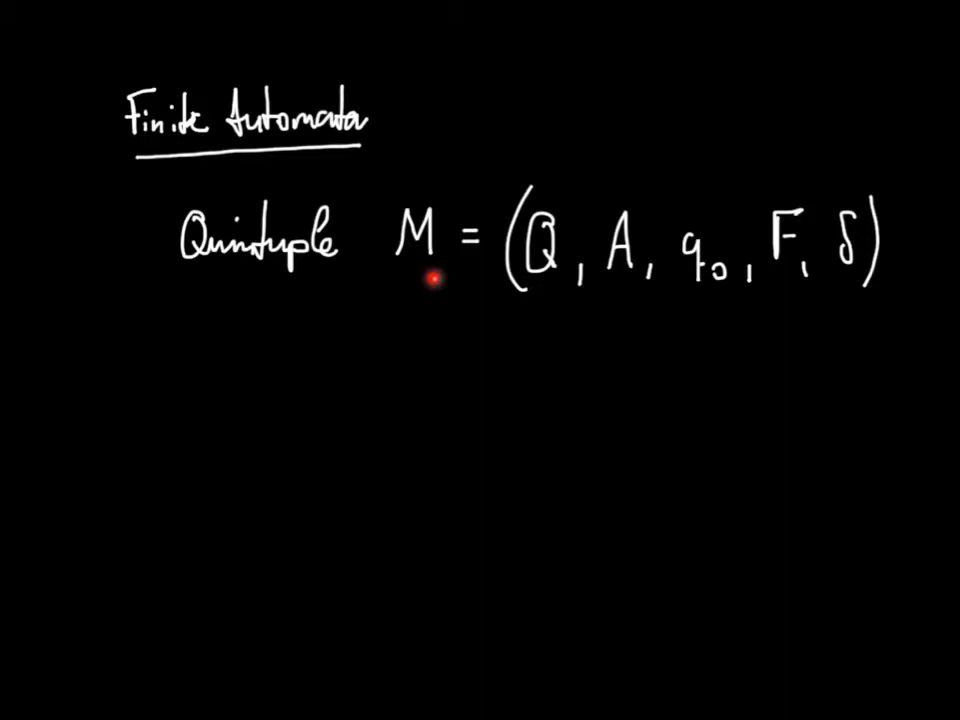 Finite Automata
Quintuple M = (Q, A, q₀, F, δ)